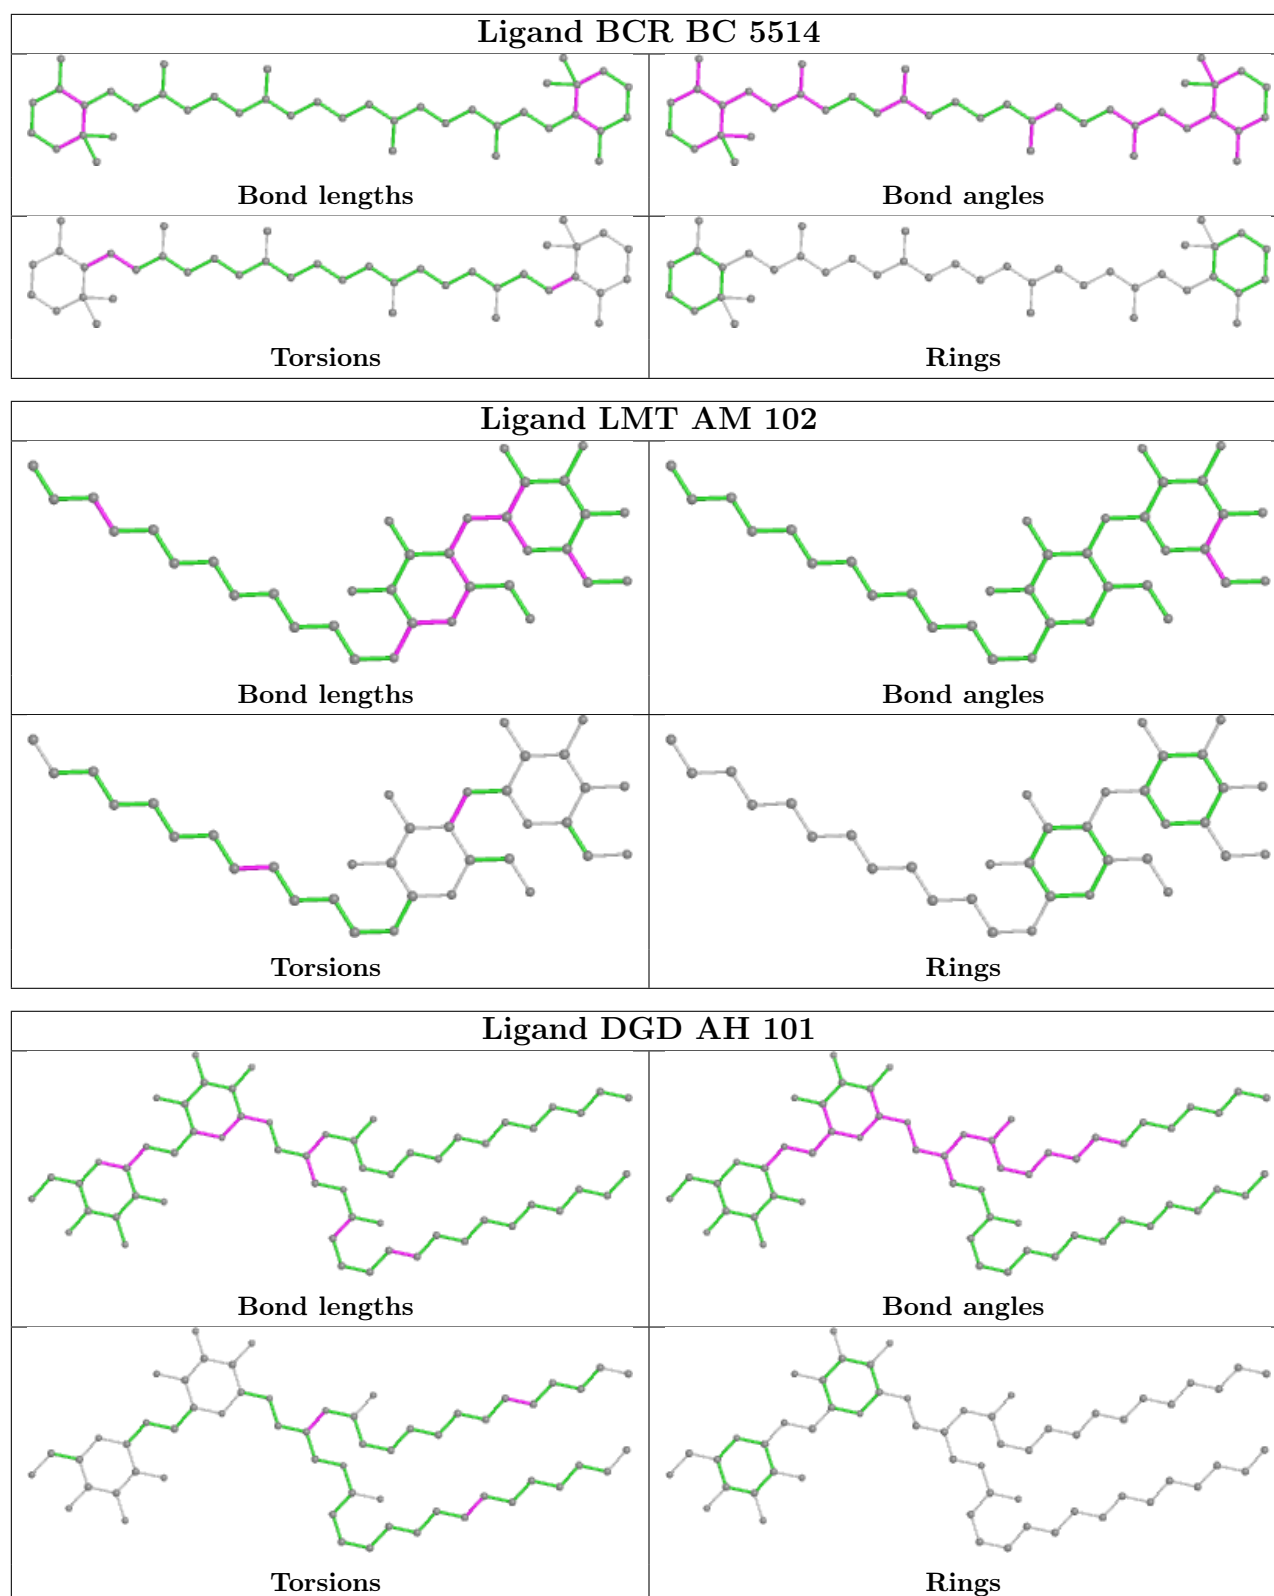 Ligand BCR BC 5514
Bond lengths
Bond angles
Torsions
Rings
Ligand LMT AM 102
Bond lengths
Bond angles
Torsions
Rings
Ligand DGD AH 101
Bond lengths
Bond angles
Torsions
Rings